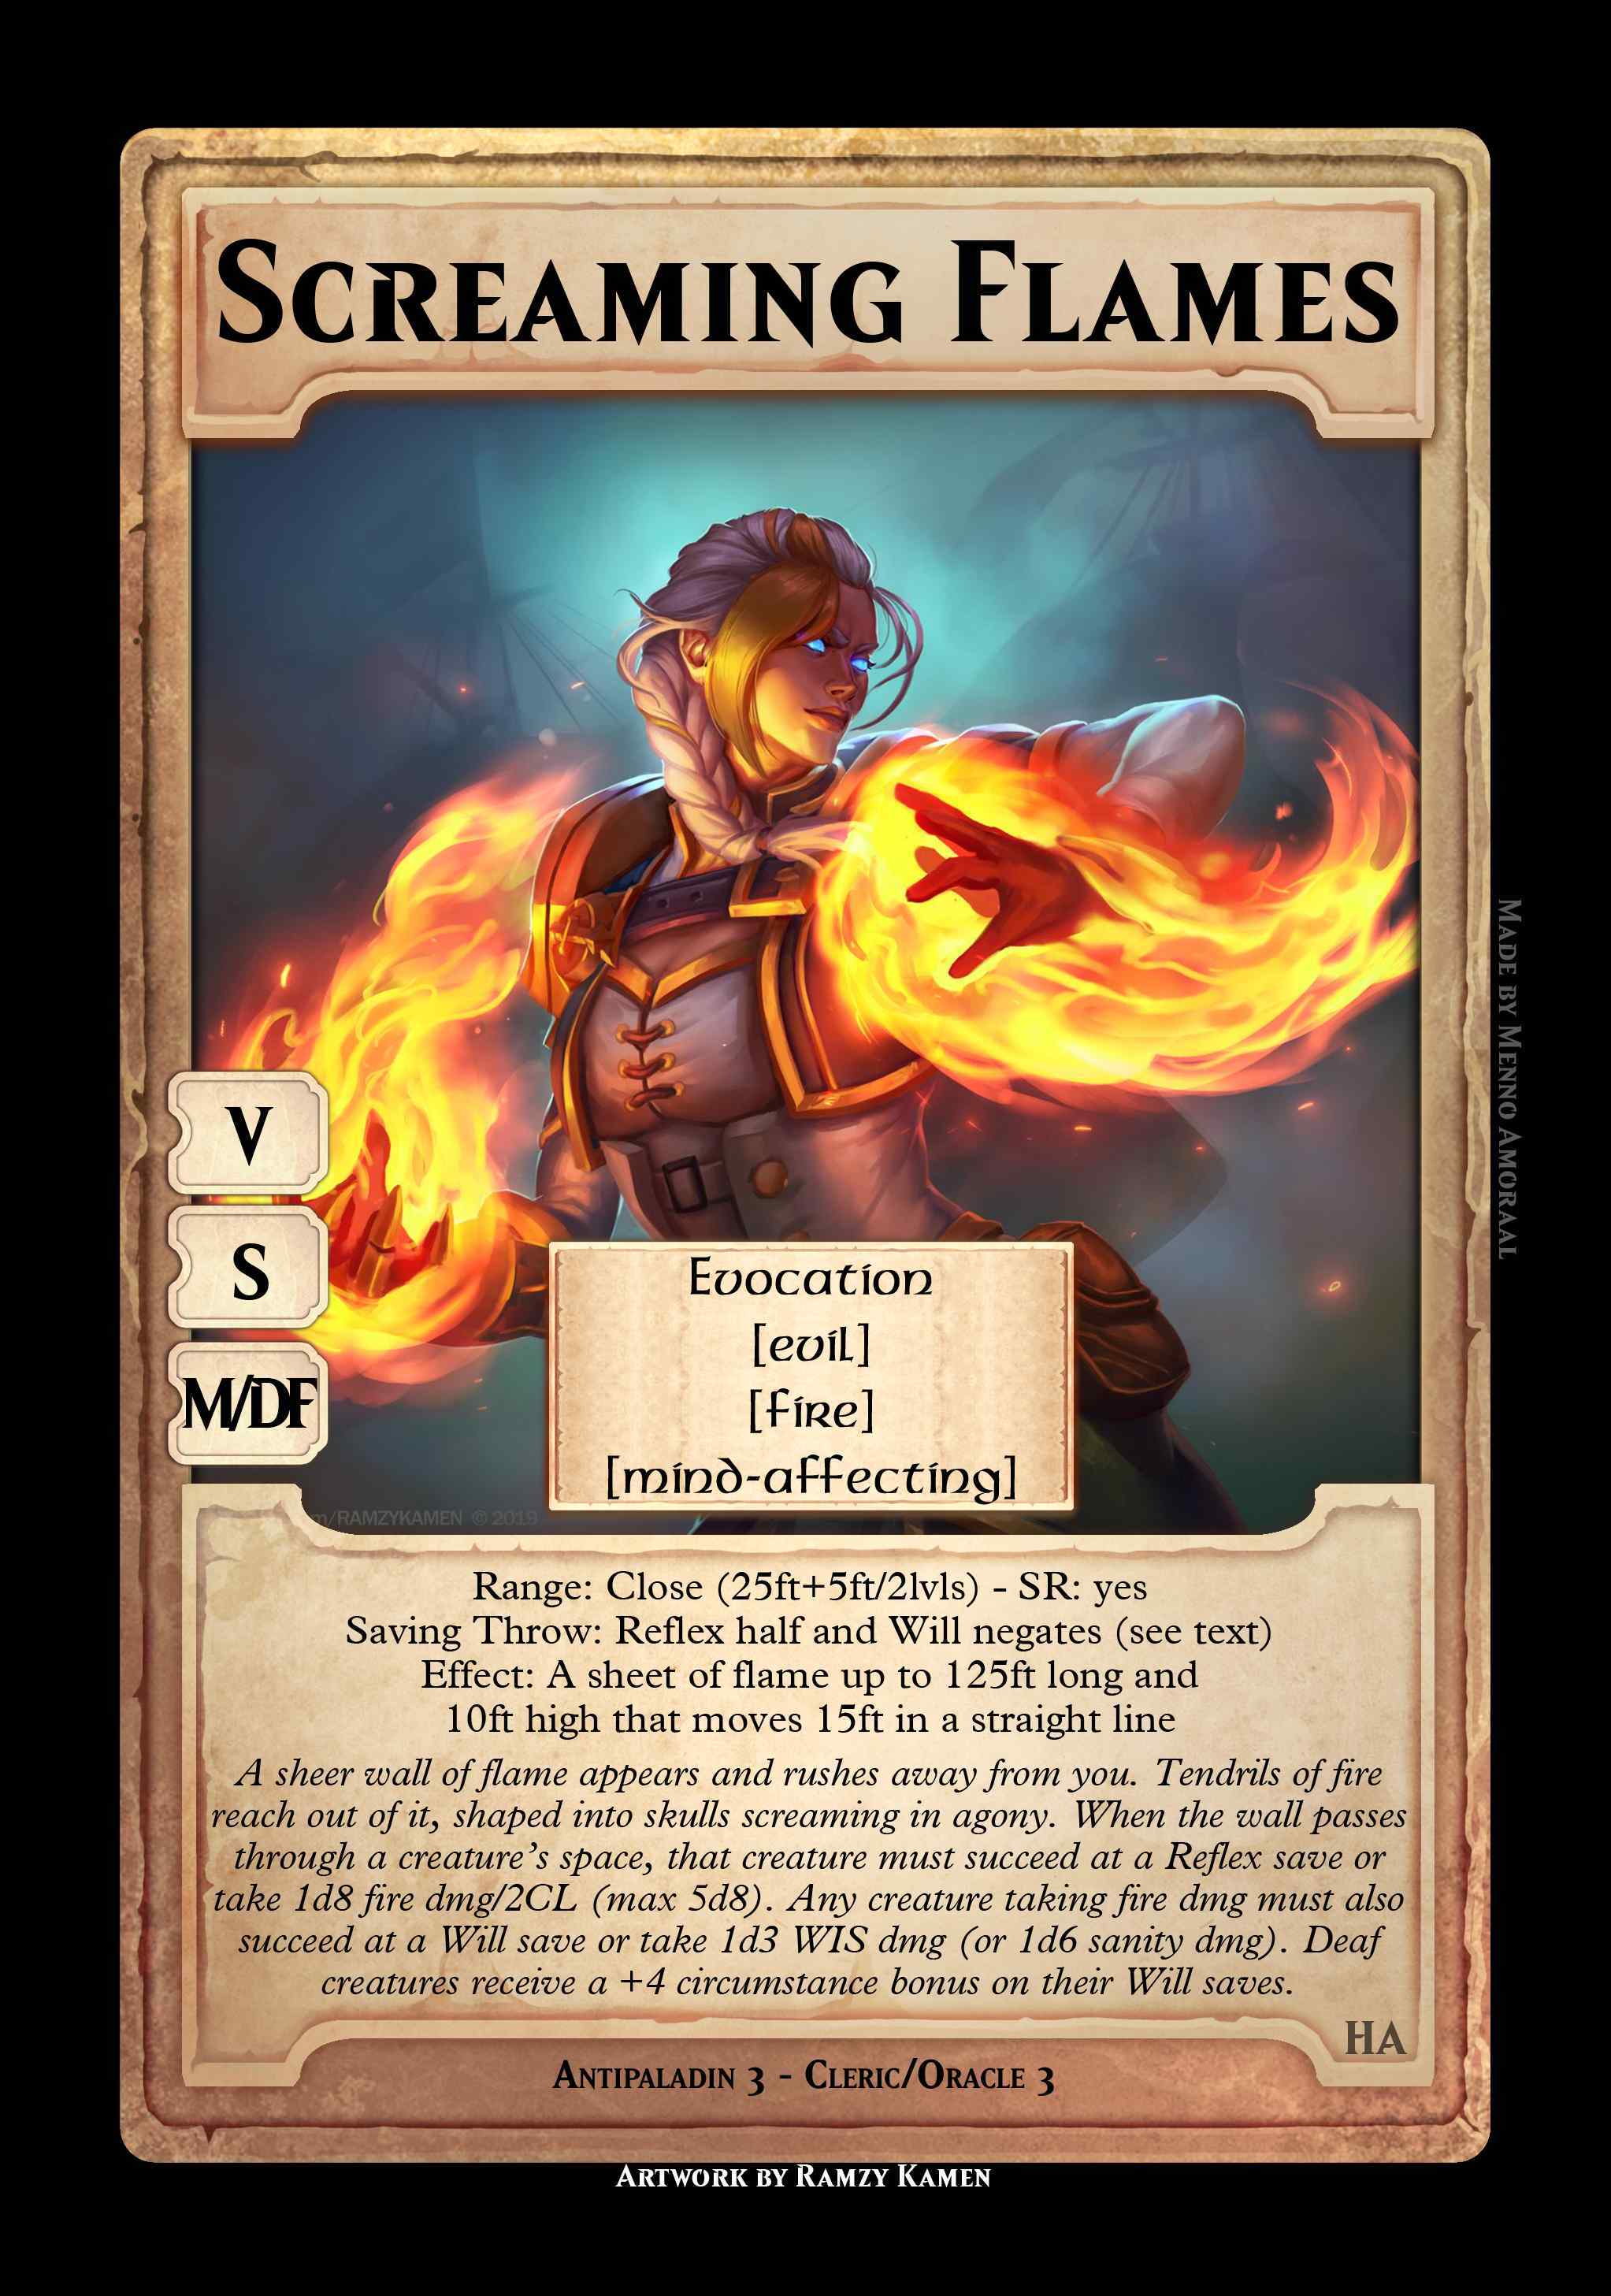 Screaming Flames
V
S
M/DF
Evocation
[evil]
[fire]
[mind-affecting]
m/RAMZYKAMEN © 2019
Range: Close (25ft+5ft/2lvls) - SR: yes
Saving Throw: Reflex half and Will negates (see text)
Effect: A sheet of flame up to 125ft long and
10ft high that moves 15ft in a straight line
A sheer wall of flame appears and rushes away from you. Tendrils of fire
reach out of it, shaped into skulls screaming in agony. When the wall passes
through a creature's space, that creature must succeed at a Reflex save or
take 1d8 fire dmg/2CL (max 5d8). Any creature taking fire dmg must also
succeed at a Will save or take 1d3 WIS dmg (or 1d6 sanity dmg). Deaf
creatures receive a +4 circumstance bonus on their Will saves.
HA
Antipaladin 3 - Cleric/Oracle 3
Artwork by Ramzy Kamen
Made by Menno Amoraal